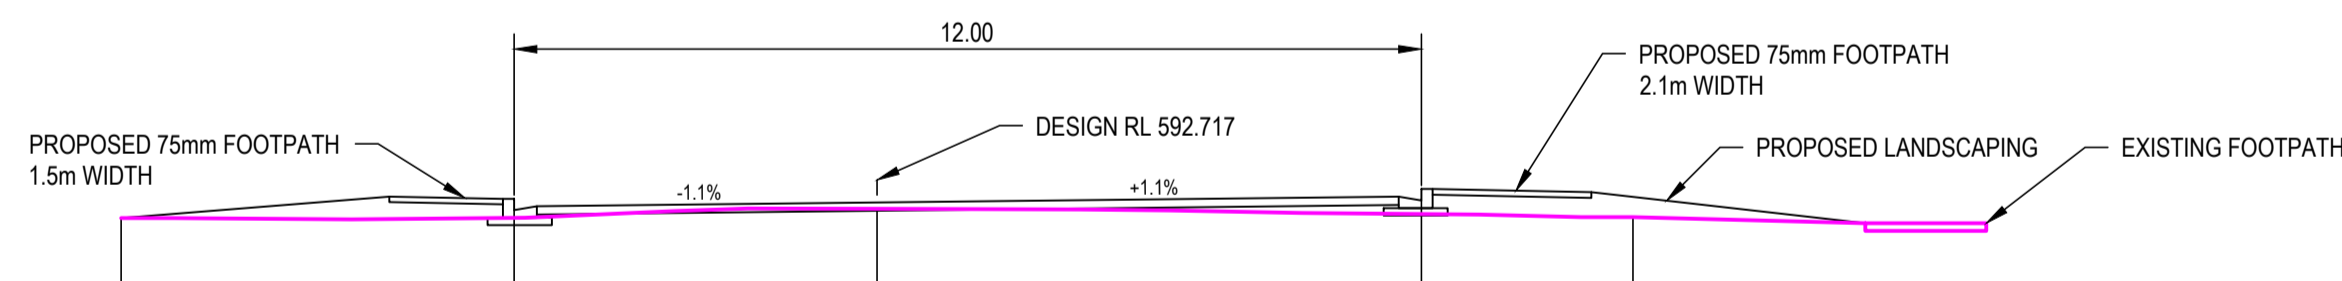 12.00
PROPOSED 75mm FOOTPATH
2.1m WIDTH
DESIGN RL 592.717
PROPOSED 75mm FOOTPATH
1.5m WIDTH
PROPOSED LANDSCAPING
EXISTING FOOTPATH
-1.1%
+1.1%